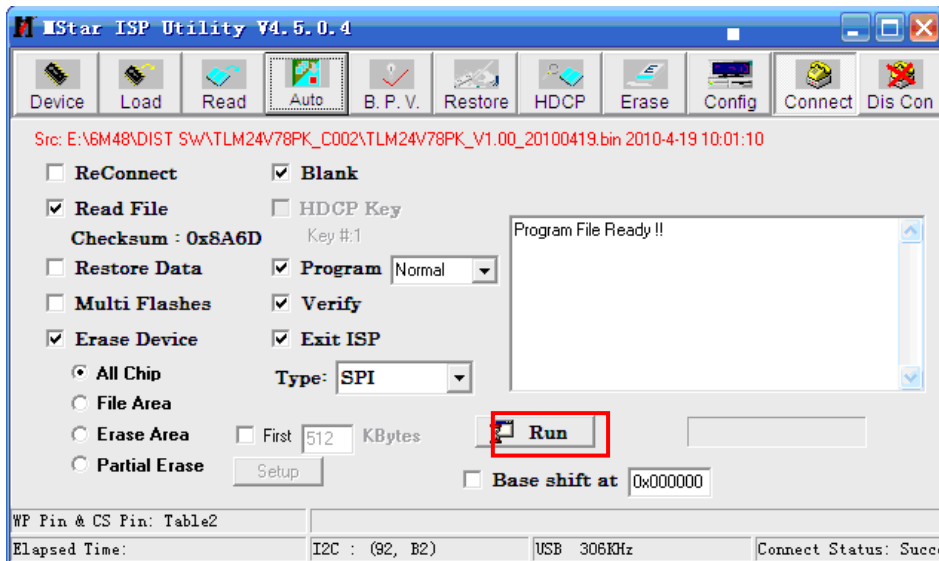 MStar ISP Utility V4.5.0.4
Device Load Read Auto B. P. V. Restore HDCP Erase Config Connect Dis Con
Src: E:\6M48\DIST SW\TLM24V78PK_C002\TLM24V78PK_V1.00_20100419.bin 2010-4-19 10:01:10
ReConnect Blank
Read File HDCP Key
Checksum : 0x8A6D Key #:1
Program File Ready !!
Restore Data Program Normal
Multi Flashes Verify
Erase Device Exit ISP
All Chip Type: SPI
File Area
Erase Area First 512 KBytes Run
Partial Erase Setup
Base shift at 0x000000
WP Pin & CS Pin: Table2
Elapsed Time: I2C : (92, B2) USB 306KHz Connect Status: Succ